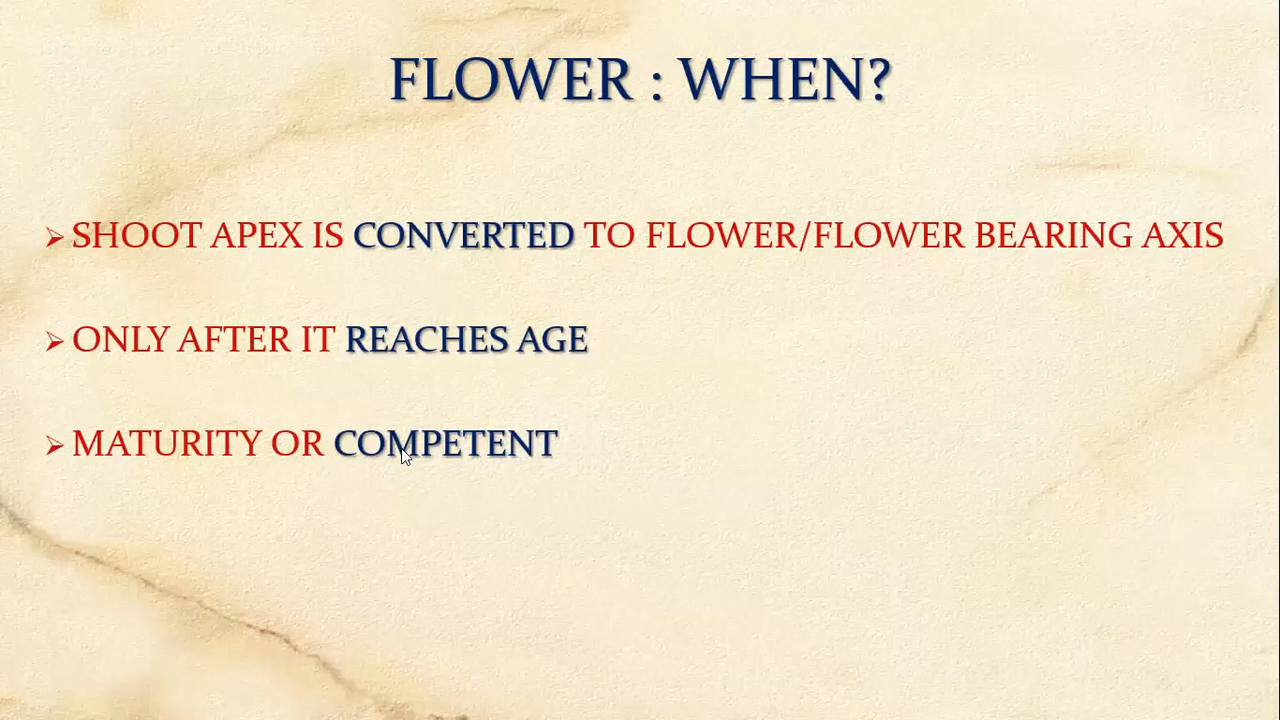 FLOWER : WHEN?
SHOOT APEX IS CONVERTED TO FLOWER/FLOWER BEARING AXIS
ONLY AFTER IT REACHES AGE
MATURITY OR COMPETENT